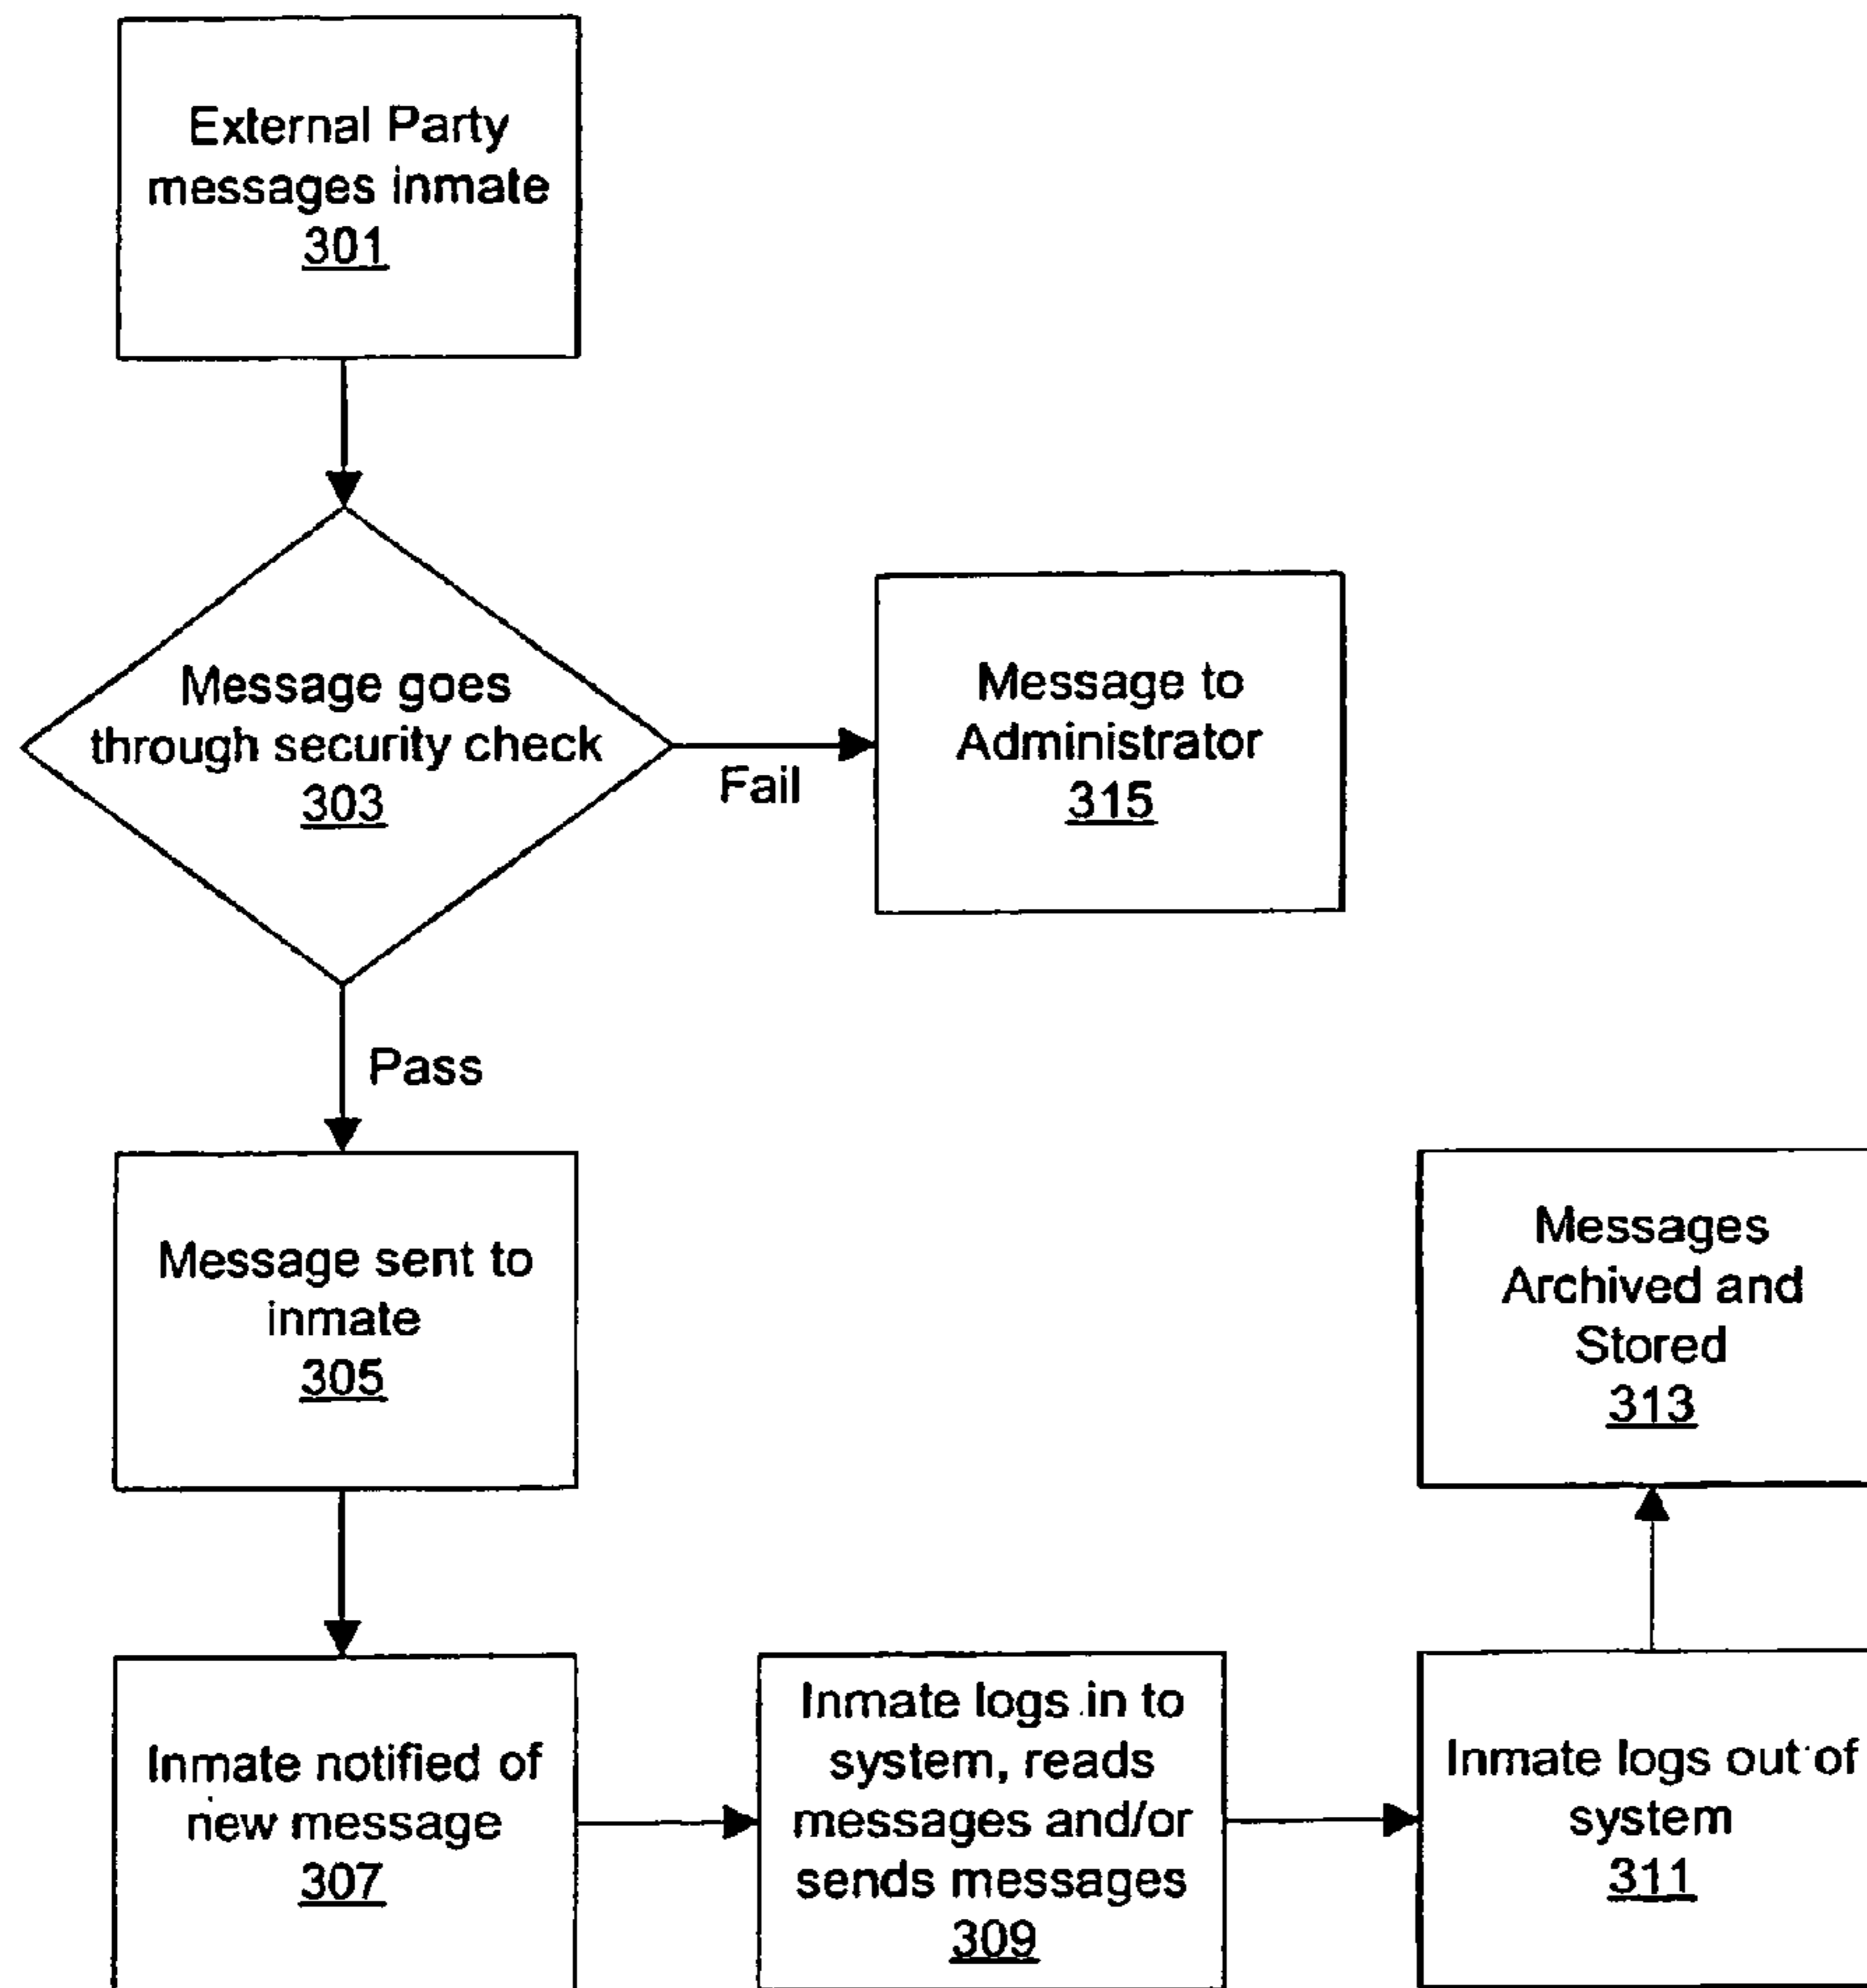 External Party
messages inmate
301
Message goes
through security check
303
Fail
Message to
Administrator
315
Pass
Message sent to
inmate
305
Inmate notified of
new message
307
Inmate logs in to
system, reads
messages and/or
sends messages
309
Inmate logs out of
system
311
Messages
Archived and
Stored
313